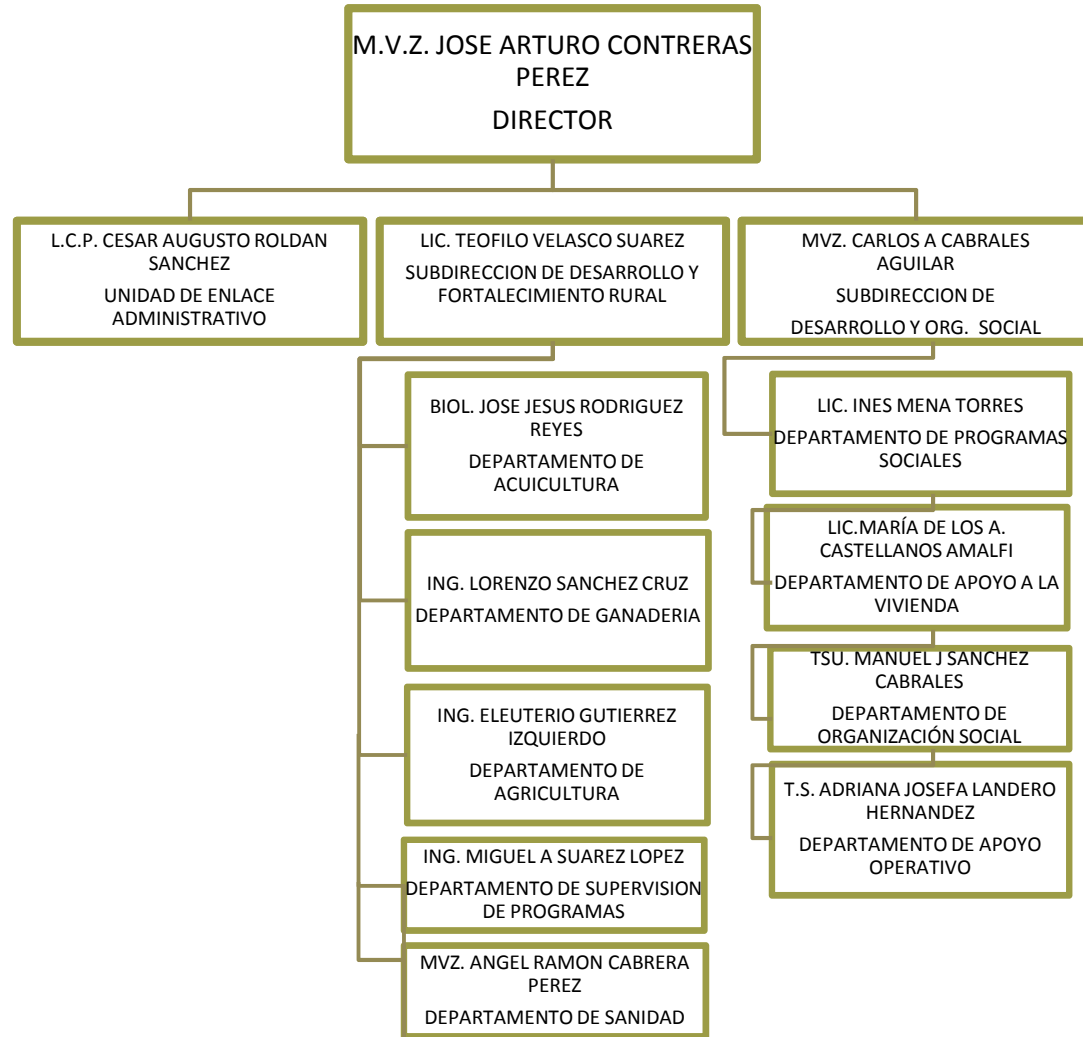 M.V.Z. JOSE ARTURO CONTRERAS
PEREZ
DIRECTOR
L.C.P. CESAR AUGUSTO ROLDAN
SANCHEZ
UNIDAD DE ENLACE
ADMINISTRATIVO
LIC. TEOFILO VELASCO SUAREZ
SUBDIRECCION DE DESARROLLO Y
FORTALECIMIENTO RURAL
MVZ. CARLOS A CABRALES
AGUILAR
SUBDIRECCION DE
DESARROLLO Y ORG. SOCIAL
BIOL. JOSE JESUS RODRIGUEZ
REYES
DEPARTAMENTO DE
ACUICULTURA
ING. LORENZO SANCHEZ CRUZ
DEPARTAMENTO DE GANADERIA
ING. ELEUTERIO GUTIERREZ
IZQUIERDO
DEPARTAMENTO DE
AGRICULTURA
ING. MIGUEL A SUAREZ LOPEZ
DEPARTAMENTO DE SUPERVISION
DE PROGRAMAS
MVZ. ANGEL RAMON CABRERA
PEREZ
DEPARTAMENTO DE SANIDAD
LIC. INES MENA TORRES
DEPARTAMENTO DE PROGRAMAS
SOCIALES
LIC.MARÍA DE LOS A.
CASTELLANOS AMALFI
DEPARTAMENTO DE APOYO A LA
VIVIENDA
TSU. MANUEL J SANCHEZ
CABRALES
DEPARTAMENTO DE
ORGANIZACIÓN SOCIAL
T.S. ADRIANA JOSEFA LANDERO
HERNANDEZ
DEPARTAMENTO DE APOYO
OPERATIVO